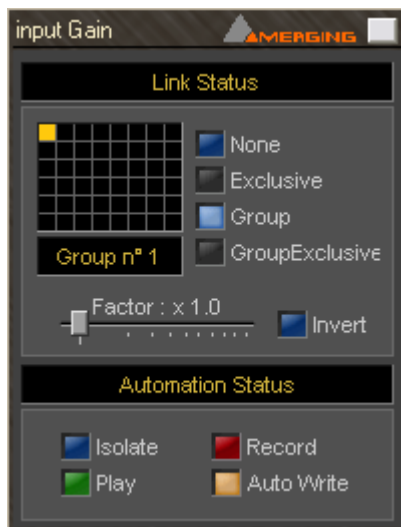 input Gain
AMERGING
Link Status
None
Exclusive
Group
GroupExclusive
Group n° 1
Factor : x 1.0
Invert
Automation Status
Isolate
Record
Play
Auto Write